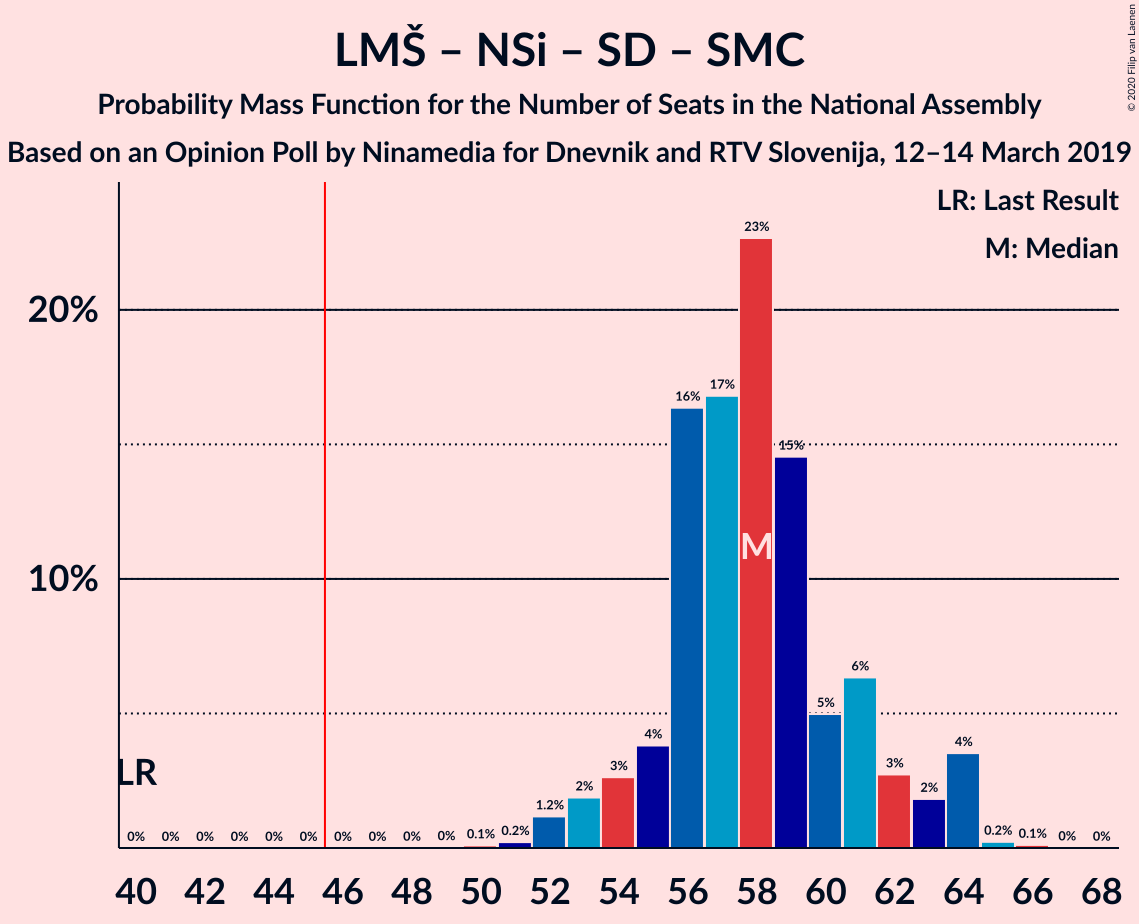 LMŠ – NSi – SD – SMC
Probability Mass Function for the Number of Seats in the National Assembly
Based on an Opinion Poll by Ninamedia for Dnevnik and RTV Slovenija, 12–14 March 2019
© 2020 Filip van Laenen
LR: Last Result
M: Median
20%
10%
LR
M
0% 0% 0% 0% 0% 0% 0% 0% 0% 0% 0.1% 0.2% 1.2% 2% 3% 4% 16% 17% 23% 15% 5% 6% 3% 2% 4% 0.2% 0.1% 0% 0%
40 42 44 46 48 50 52 54 56 58 60 62 64 66 68